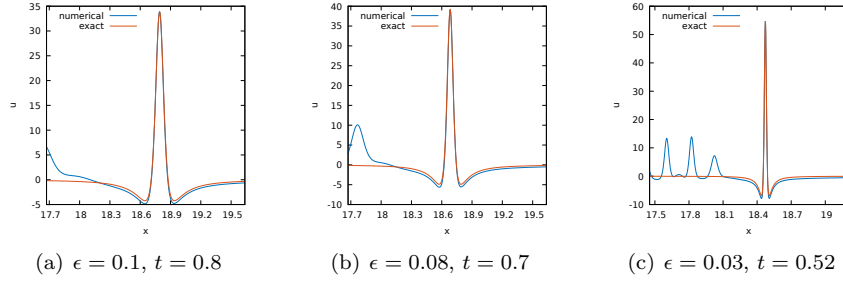 35
30
25
20
15
10
5
0
-5
17.7 18 18.3 18.6 18.9 19.2 19.5
u
x
numerical
exact
(a) ϵ = 0.1, t = 0.8
40
35
30
25
20
15
10
5
0
-5
-10
17.7 18 18.3 18.6 18.9 19.2 19.5
u
x
numerical
exact
(b) ϵ = 0.08, t = 0.7
60
50
40
30
20
10
0
-10
17.5 17.8 18.1 18.4 18.7 19
u
x
numerical
exact
(c) ϵ = 0.03, t = 0.52